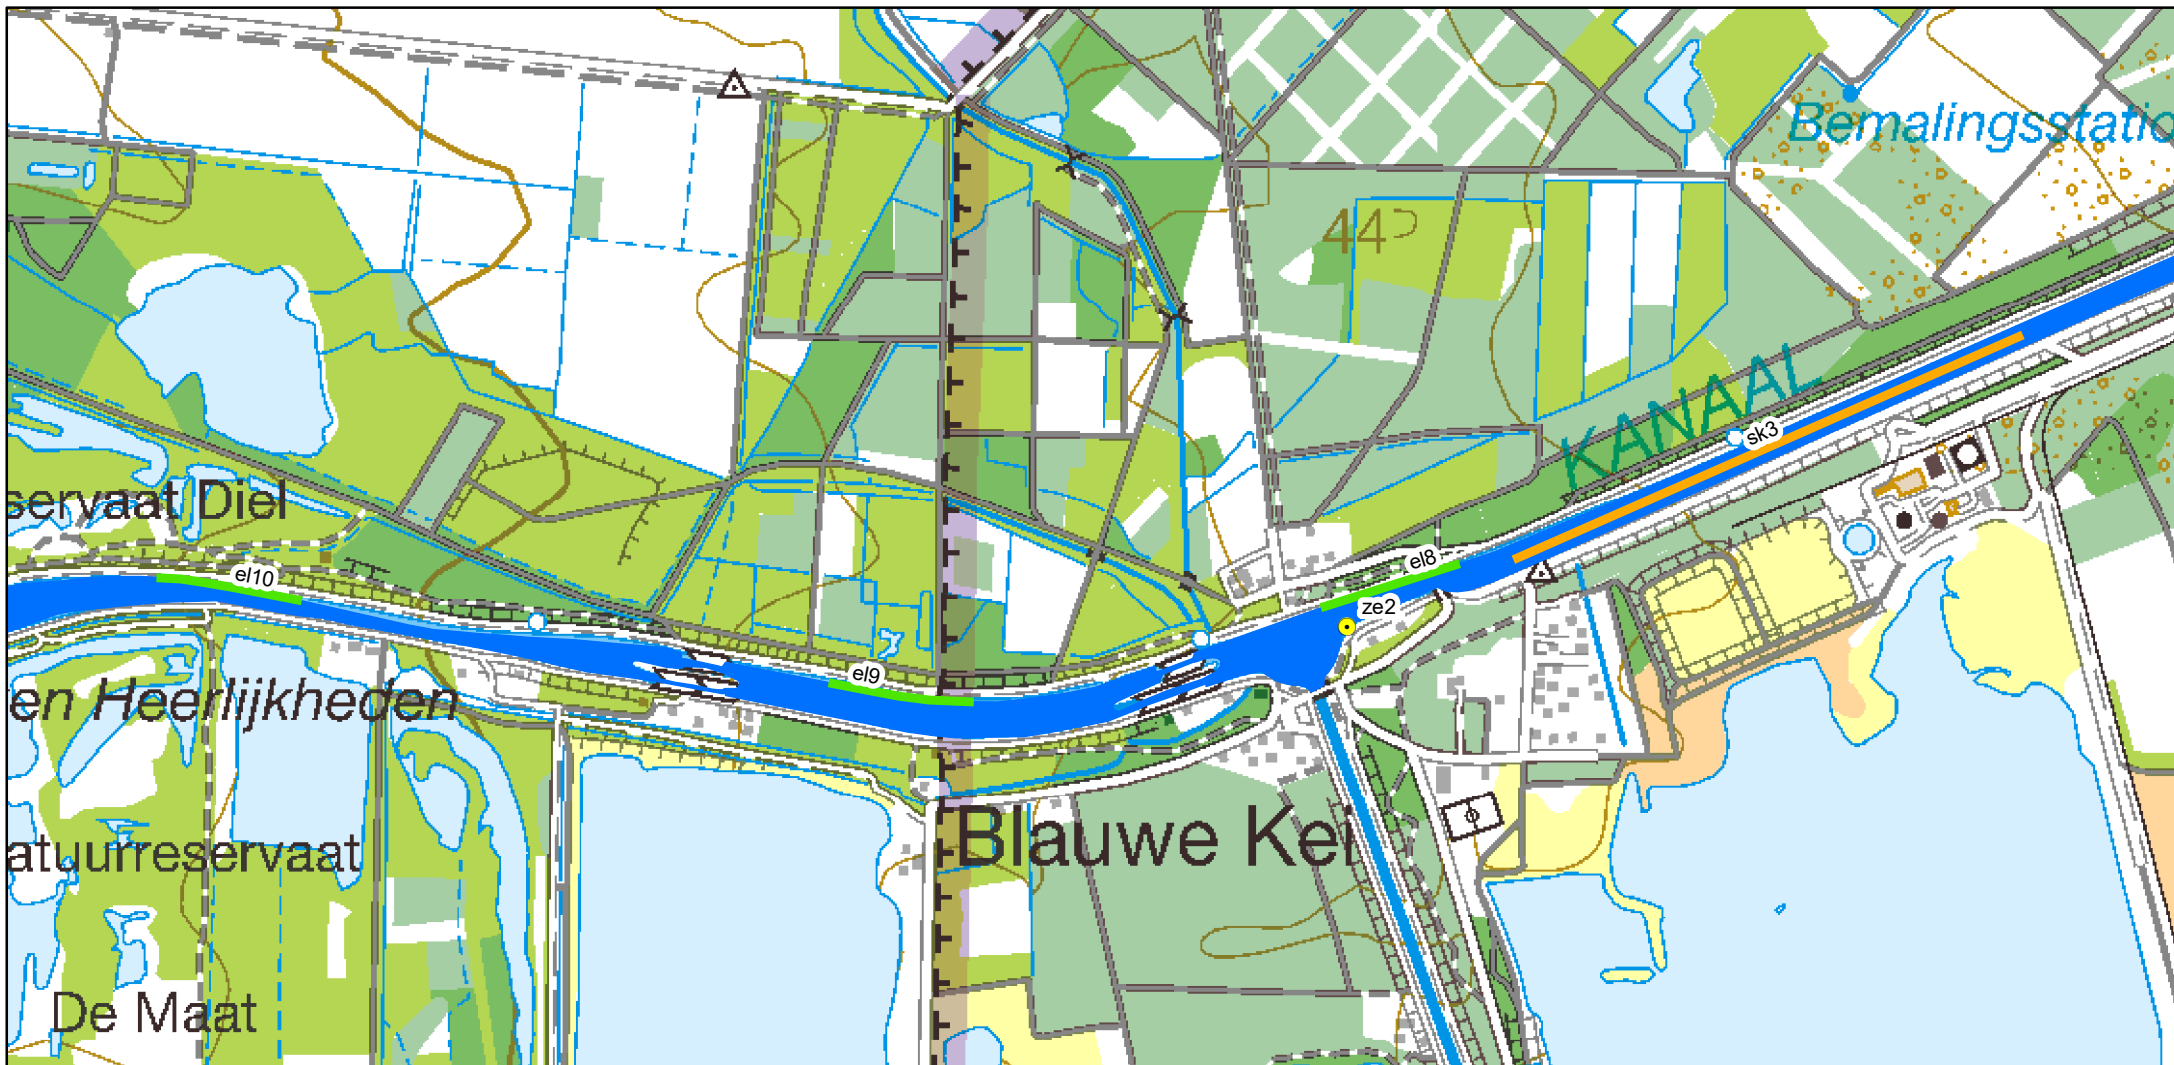 Bemalingsstatio
44
KANAAL
sk3
servaat Diel
el10
el8
ze2
el9
en Heerlijkheden
Blauwe Kei
atuurreservaat
De Maat